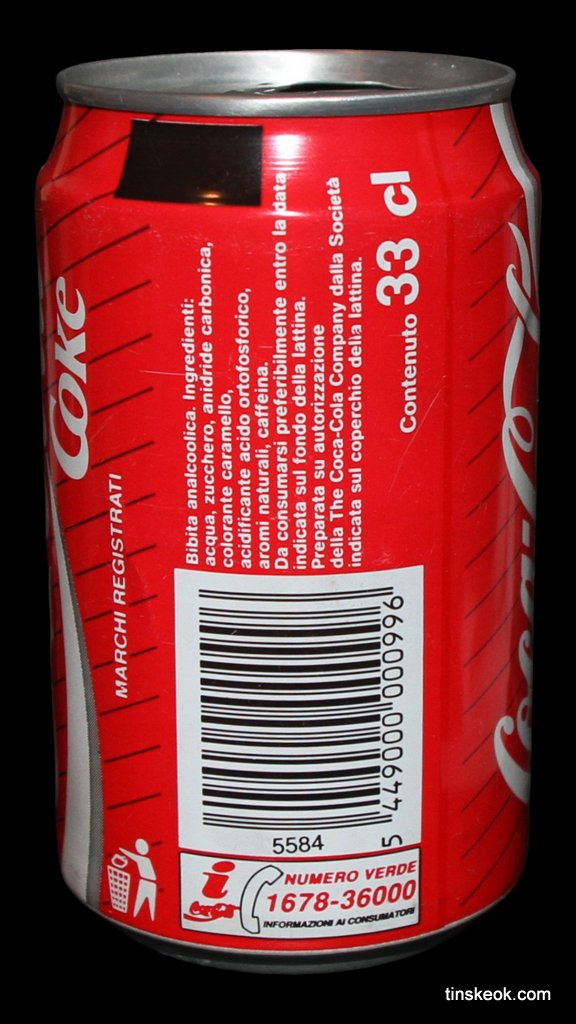 Coke
MARCHI REGISTRATI
Bibita analcoolica. Ingredienti:
acqua, zucchero, anidride carbonica,
colorante caramello,
acidificante acido ortofosforico,
aromi naturali, caffeina.
Da consumarsi preferibilmente entro la data
indicata sul fondo della lattina.
Preparata su autorizzazione
della The Coca-Cola Company dalla Società
indicata sul coperchio della lattina.
Contenuto 33 cl
5 449000 000996
5584
i
NUMERO VERDE
1678-36000
INFORMAZIONI AI CONSUMATORI
tinskeok.com